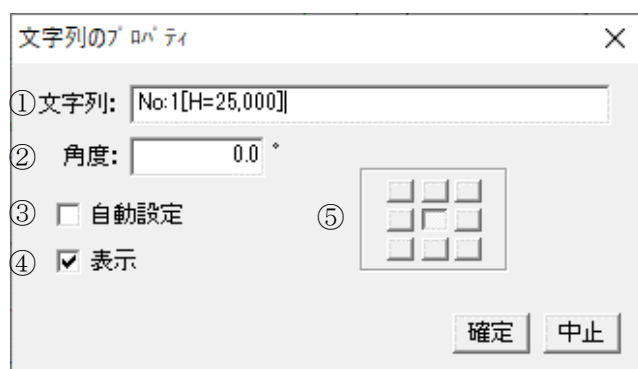 文字列のﾌﾟﾛﾊﾟﾃｨ
①文字列: No:1[H=25,000]
② 角度: 0.0 °
③ 自動設定 ⑤
④ 表示
確定 中止